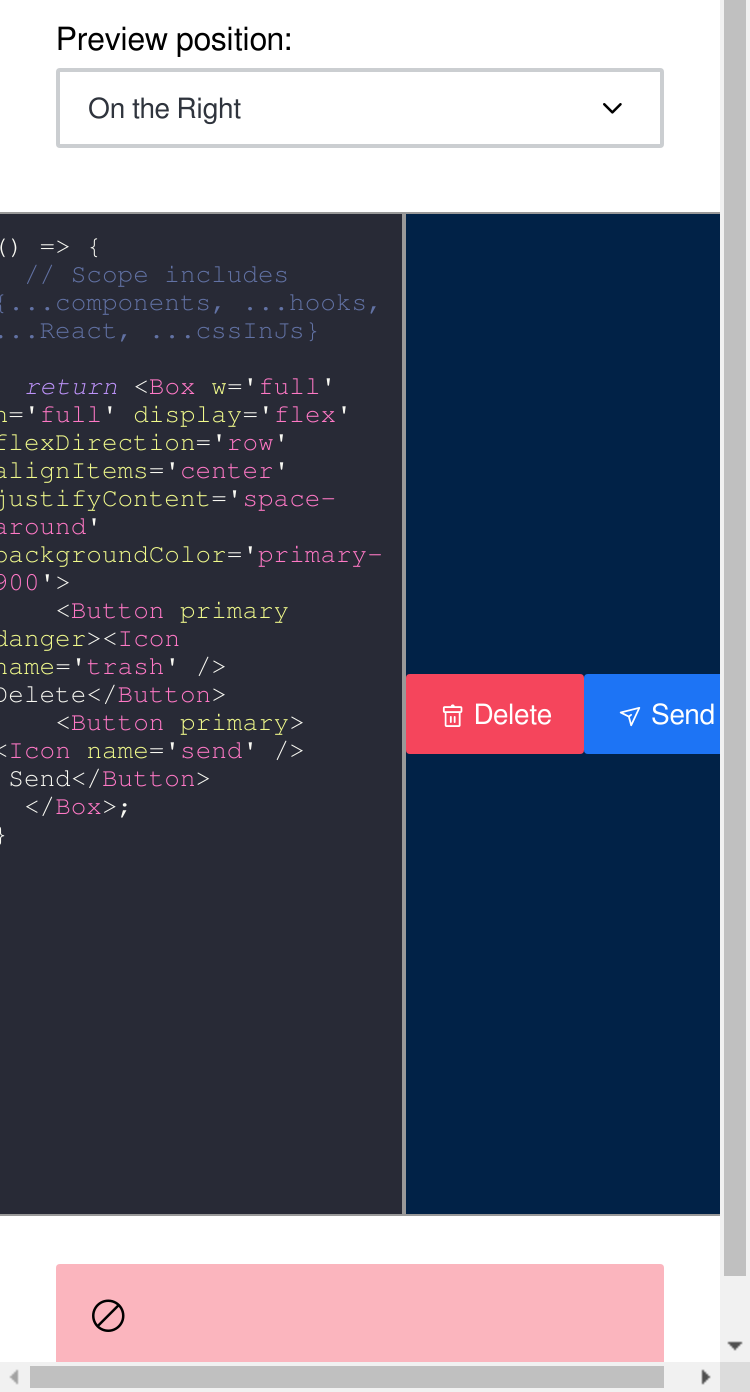 Preview position:
On the Right
() => {
// Scope includes
{...components, ...hooks,
...React, ...cssInJs}
return <Box w='full'
h='full' display='flex'
flexDirection='row'
alignItems='center'
justifyContent='space-
around'
backgroundColor='primary-
900'>
<Button primary
danger><Icon
name='trash' />
Delete</Button>
<Button primary>
<Icon name='send' />
Send</Button>
</Box>;
}
Delete
Send